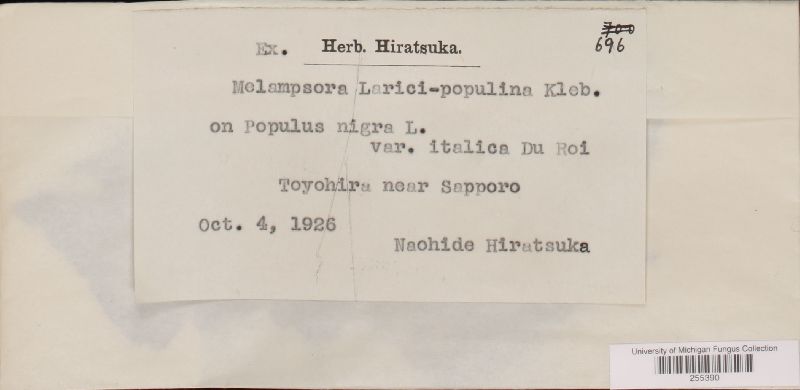 700
696
Ex. Herb. Hiratsuka.
Melampsora Larici-populina Kleb.
on Populus nigra L.
var. italica Du Roi
Toyohira near Sapporo
Oct. 4, 1926
Naohide Hiratsuka
University of Michigan Fungus Collection
255390